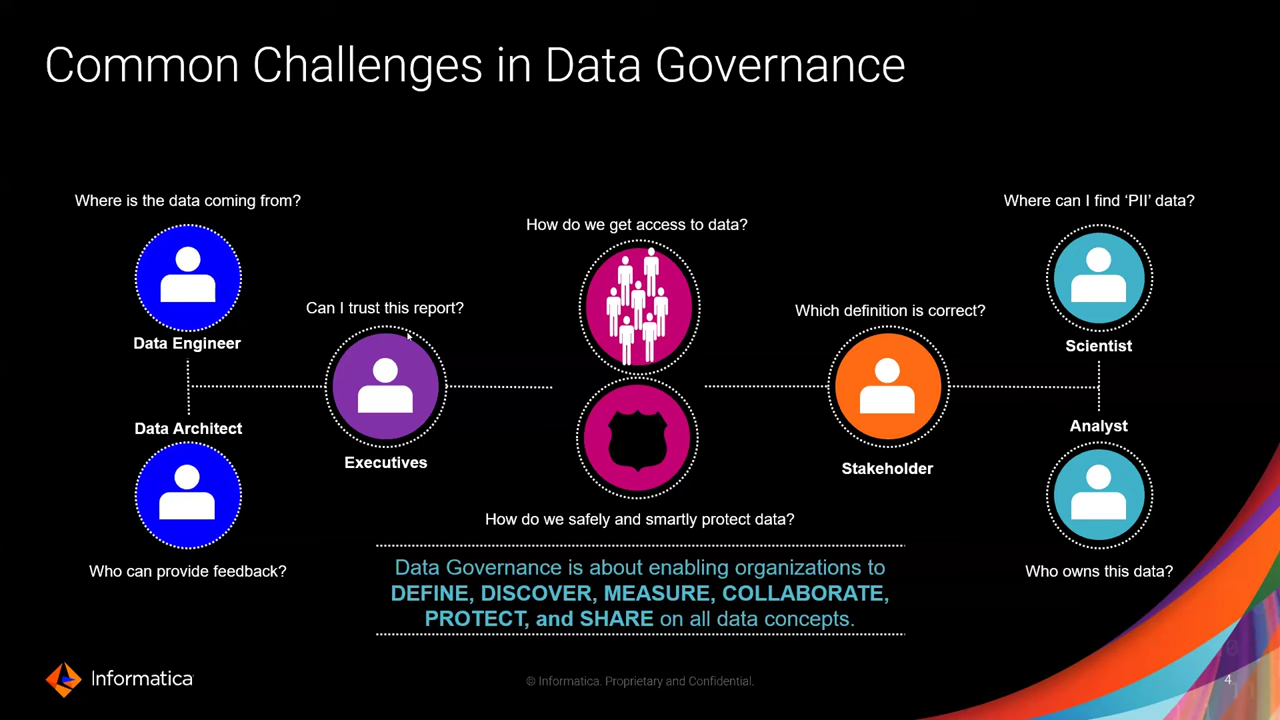 Common Challenges in Data Governance
Where is the data coming from?
Data Engineer
Data Architect
Who can provide feedback?
Can I trust this report?
Executives
How do we get access to data?
How do we safely and smartly protect data?
Which definition is correct?
Stakeholder
Where can I find ‘PII’ data?
Scientist
Analyst
Who owns this data?
Data Governance is about enabling organizations to
DEFINE, DISCOVER, MEASURE, COLLABORATE,
PROTECT, and SHARE on all data concepts.
Informatica
© Informatica. Proprietary and Confidential.
4